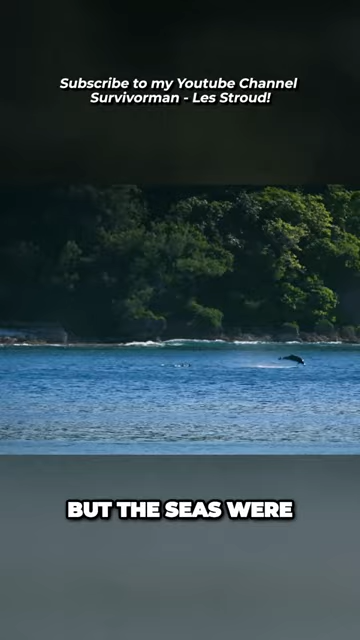 Subscribe to my Youtube Channel
Survivorman - Les Stroud!
BUT THE SEAS WERE